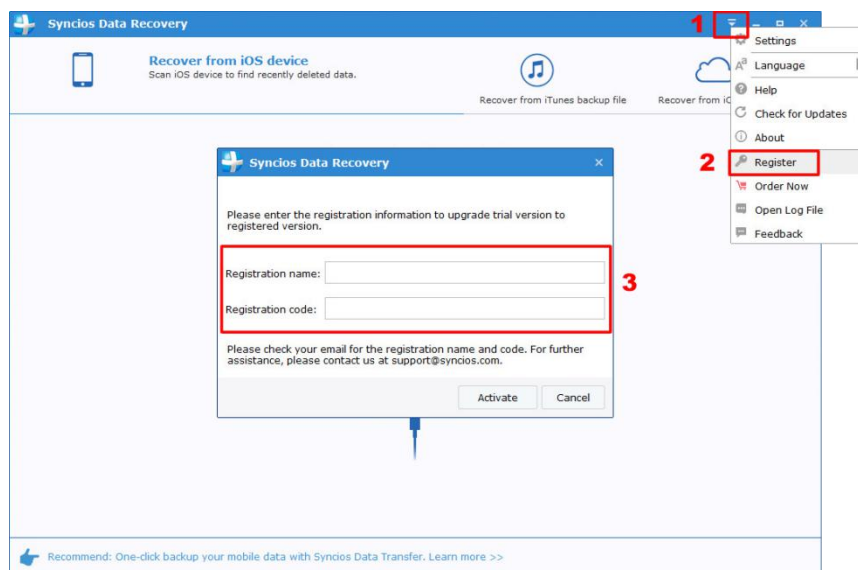 Syncios Data Recovery
1
Recover from iOS device
Scan iOS device to find recently deleted data.
Recover from iTunes backup file
Recover from iC
Settings
Language
Help
Check for Updates
About
2
Register
Order Now
Open Log File
Feedback
Syncios Data Recovery
Please enter the registration information to upgrade trial version to
registered version.
Registration name:
Registration code:
3
Please check your email for the registration name and code. For further
assistance, please contact us at support@syncios.com.
Activate
Cancel
Recommend: One-click backup your mobile data with Syncios Data Transfer. Learn more >>